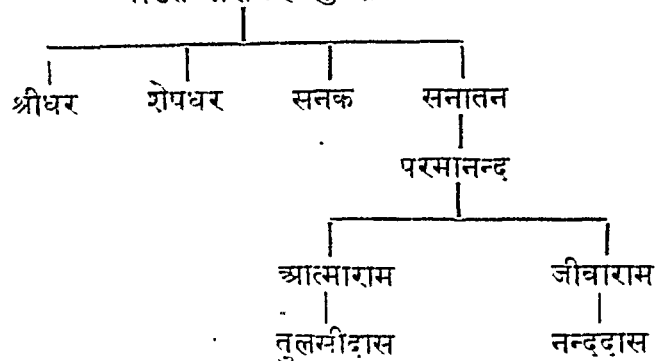 श्रीधर शेषधर सनक सनातन
परमानन्द
आत्माराम जीवाराम
तुलसीदास नन्ददास